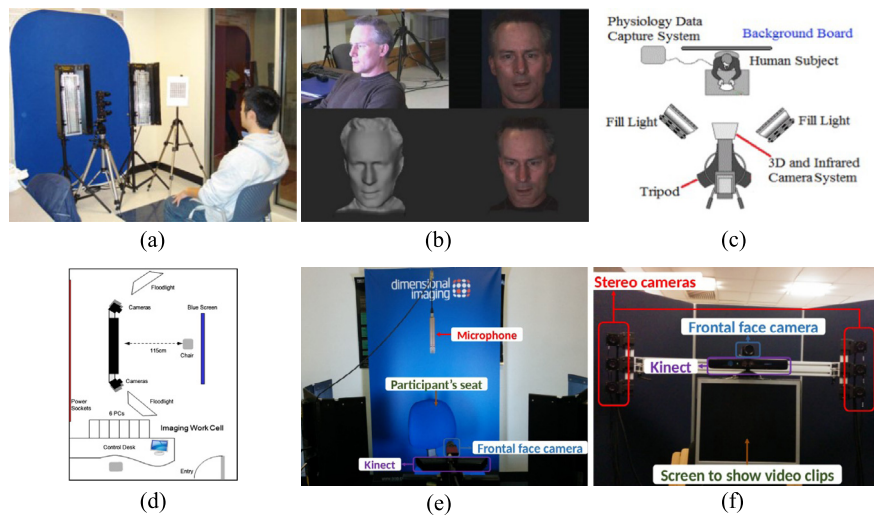 Physiology Data
Capture System
Background Board
Human Subject
Fill Light
Fill Light
3D and Infrared
Camera System
Tripod
(a)
(b)
(c)
Floodlight
Cameras
Blue Screen
115cm
Chair
Cameras
Floodlight
Power
Sockets
6 PCs
Imaging Work Cell
Control Desk
Entry
dimensional
imaging
Microphone
Participant's seat
Frontal face camera
Kinect
Stereo cameras
Frontal face camera
Kinect
Screen to show video clips
(d)
(e)
(f)